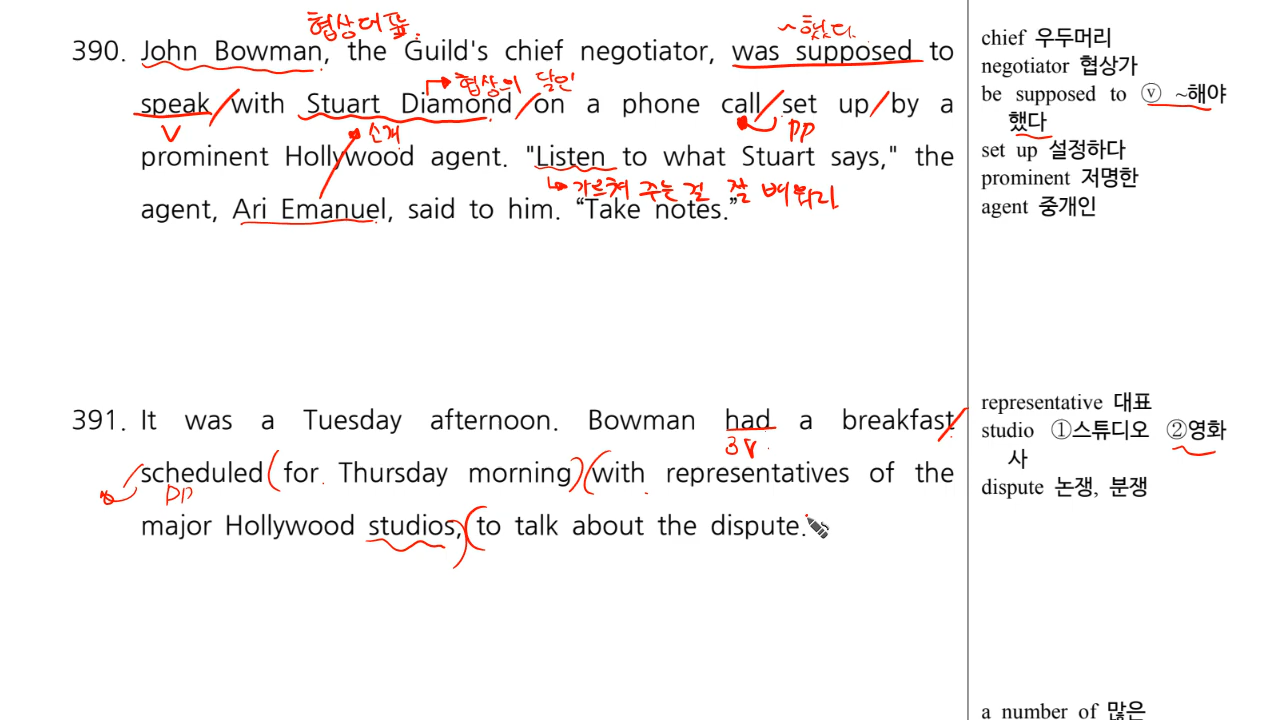 협상대표
~했다
390. John Bowman, the Guild's chief negotiator, was supposed to
협상의 달인
speak with Stuart Diamond on a phone call set up by a
V 소개 pp
prominent Hollywood agent. "Listen to what Stuart says," the
가르쳐 주는 걸 잘 배워라
agent, Ari Emanuel, said to him. “Take notes.”
391. It was a Tuesday afternoon. Bowman had a breakfast
3V
scheduled for Thursday morning with representatives of the
pp
major Hollywood studios, to talk about the dispute.
chief 우두머리
negotiator 협상가
be supposed to ⓥ ~해야
했다
set up 설정하다
prominent 저명한
agent 중개인
representative 대표
studio ①스튜디오 ②영화
사
dispute 논쟁, 분쟁
a number of 많은